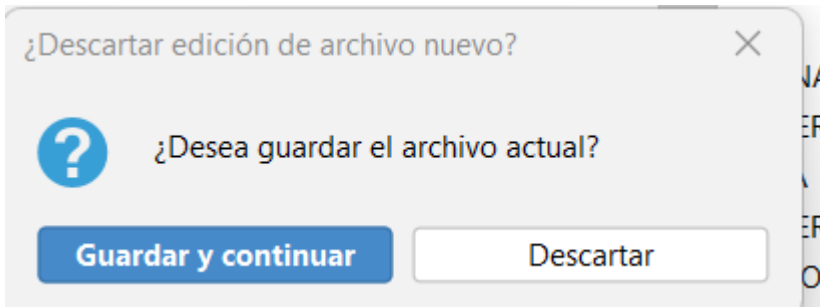 ¿Descartar edición de archivo nuevo?
¿Desea guardar el archivo actual?
Guardar y continuar
Descartar